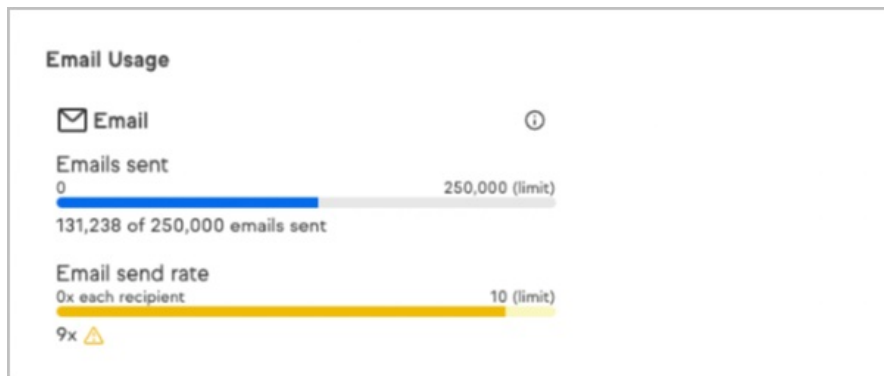 Email Usage
Email
Emails sent
0 250,000 (limit)
131,238 of 250,000 emails sent
Email send rate
0x each recipient 10 (limit)
9x